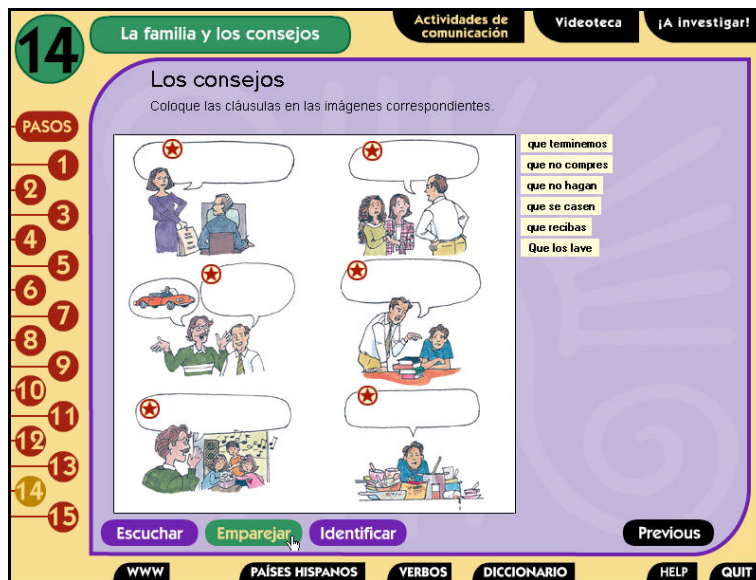 14
La familia y los consejos
Actividades de
comunicación
Videoteca
¡A investigar!
Los consejos
Coloque las cláusulas en las imágenes correspondientes.
PASOS
1
2
3
4
5
6
7
8
9
10
11
12
13
14
15
que terminemos
que no compres
que no hagan
que se casen
que recibas
Que los lave
Escuchar
Emparejar
Identificar
Previous
WWW
PAÍSES HISPANOS
VERBOS
DICCIONARIO
HELP
QUIT